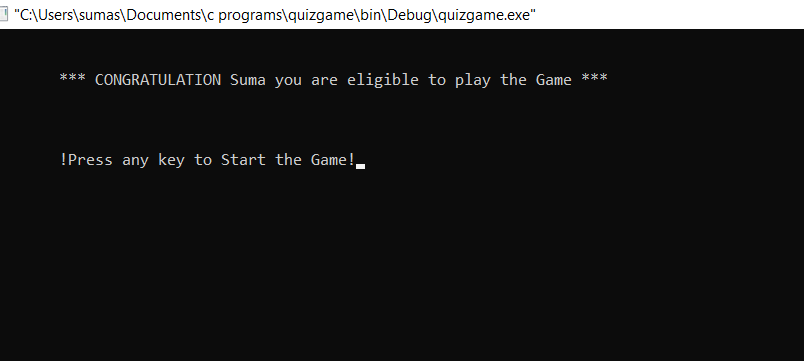 "C:\Users\sumas\Documents\c programs\quizgame\bin\Debug\quizgame.exe"
*** CONGRATULATION Suma you are eligible to play the Game ***
!Press any key to Start the Game!